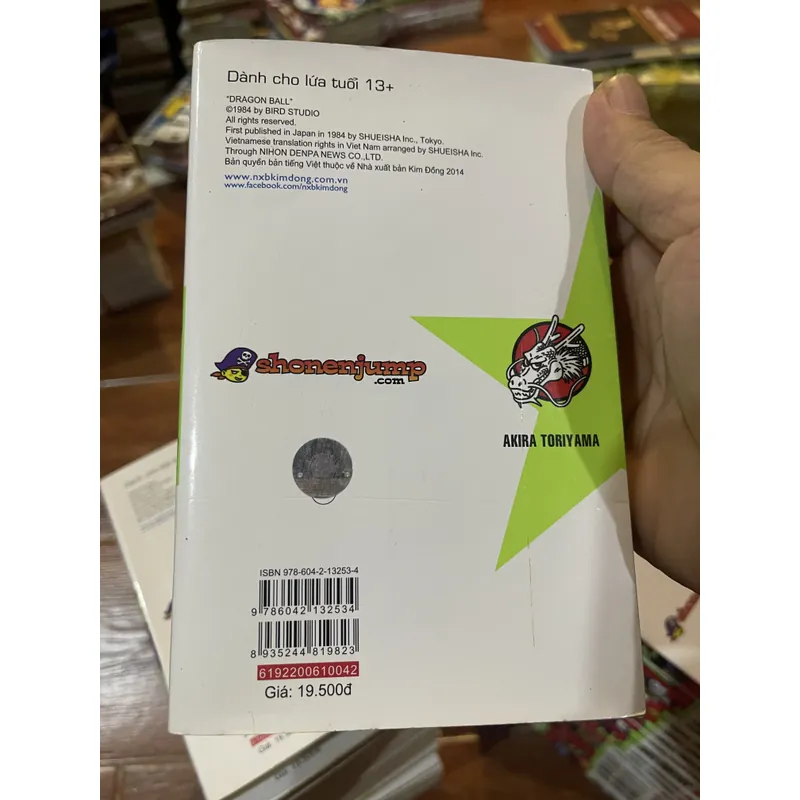 Dành cho lứa tuổi 13+
"DRAGON BALL"
©1984 by BIRD STUDIO
All rights reserved.
First published in Japan in 1984 by SHUEISHA Inc., Tokyo.
Vietnamese translation rights in Viet Nam arranged by SHUEISHA Inc.
Through NIHON DENPA NEWS CO.,LTD.
Bản quyền bản tiếng Việt thuộc về Nhà xuất bản Kim Đồng 2014
www.nxbkimdong.com.vn
www.facebook.com/nxbkimdong
shonenjump
.com
AKIRA TORIYAMA
ISBN 978-604-2-13253-4
9 786042 132534
8 935244 819823
6192200610042
Giá: 19.500đ